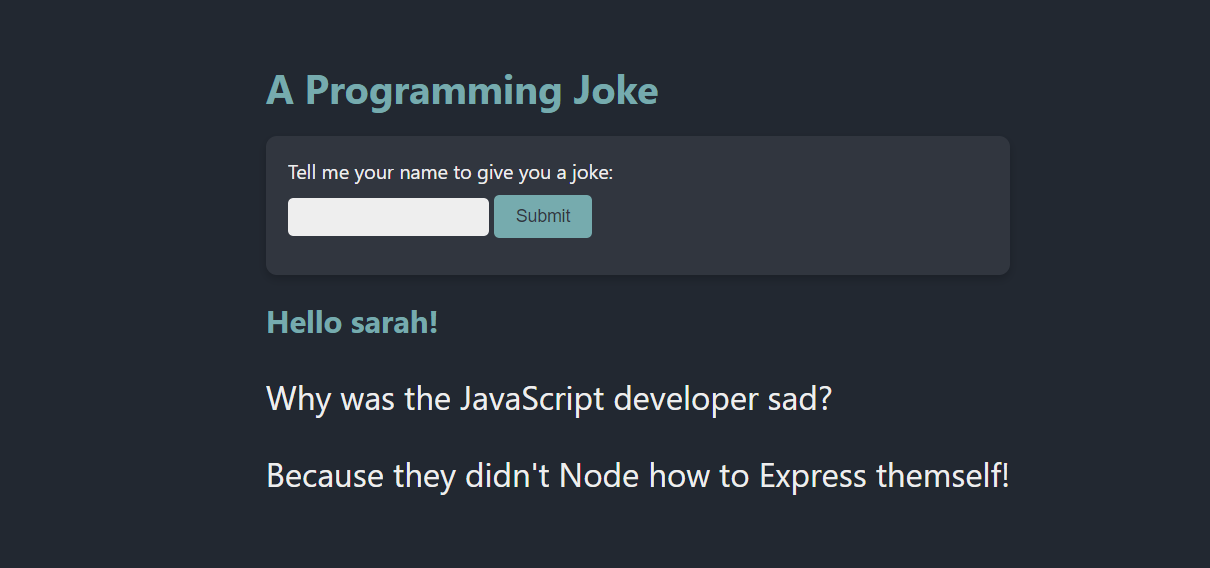 A Programming Joke
Tell me your name to give you a joke:
Submit
Hello sarah!
Why was the JavaScript developer sad?
Because they didn't Node how to Express themself!